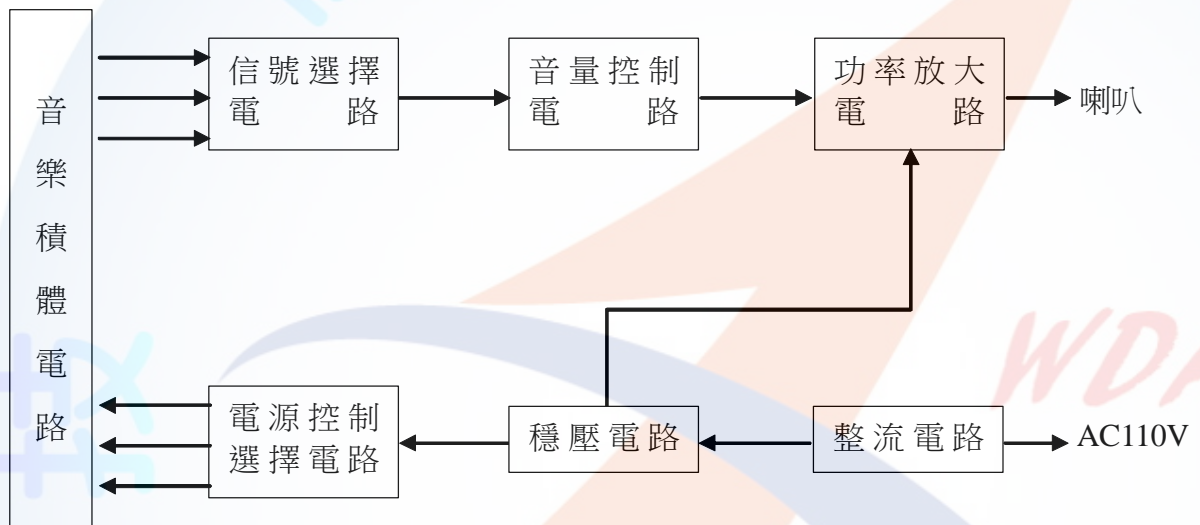 音樂積體電路
信號選擇
電路
音量控制
電路
功率放大
電路
喇叭
電源控制
選擇電路
穩壓電路
整流電路
AC110V
WDA